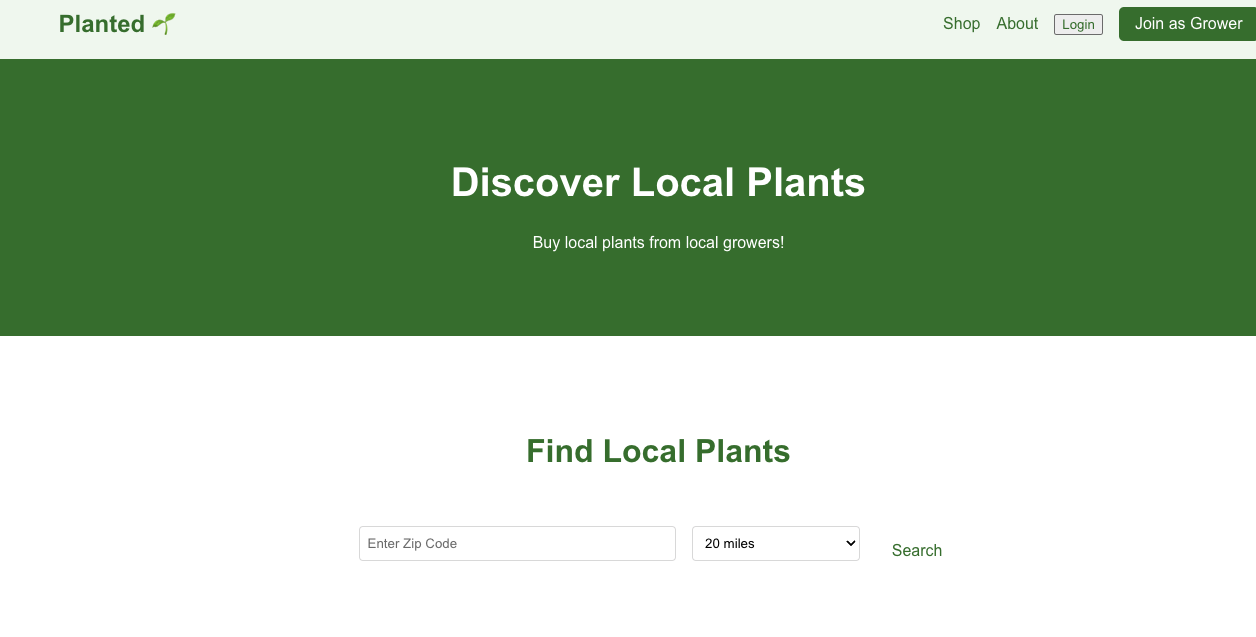 Planted
Shop About Login Join as Grower
Discover Local Plants
Buy local plants from local growers!
Find Local Plants
Enter Zip Code 20 miles Search